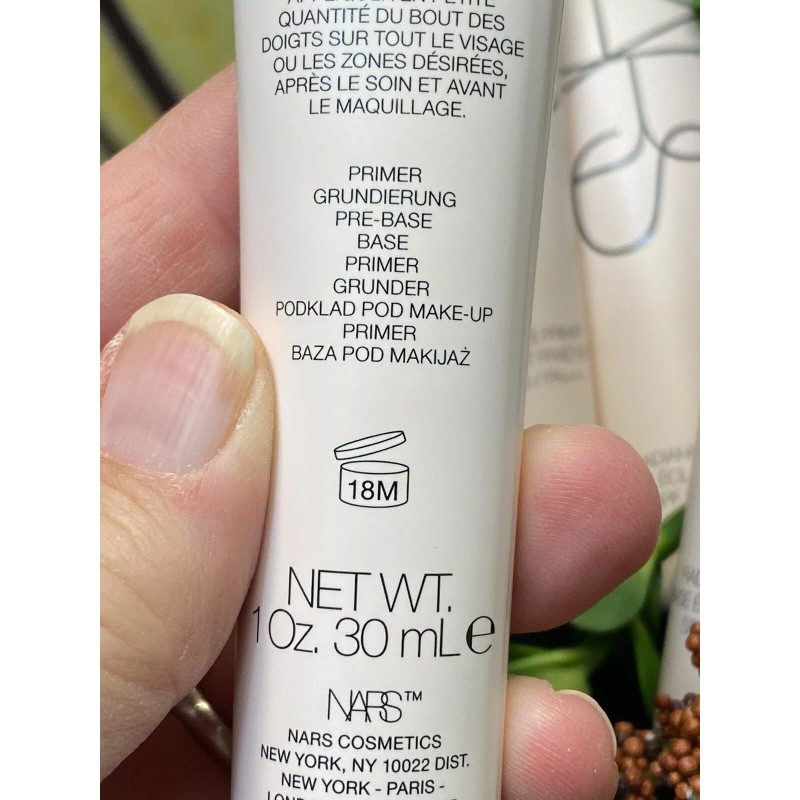 QUANTITÉ DU BOUT DES
DOIGTS SUR TOUT LE VISAGE
OU LES ZONES DÉSIRÉES,
APRÈS LE SOIN ET AVANT
LE MAQUILLAGE.
PRIMER
GRUNDIERUNG
PRE-BASE
BASE
PRIMER
GRUNDER
PODKLAD POD MAKE-UP
PRIMER
BAZA POD MAKIJAŻ
18M
NET WT.
1 Oz. 30 mL e
NARS™
NARS COSMETICS
NEW YORK, NY 10022 DIST.
NEW YORK - PARIS -